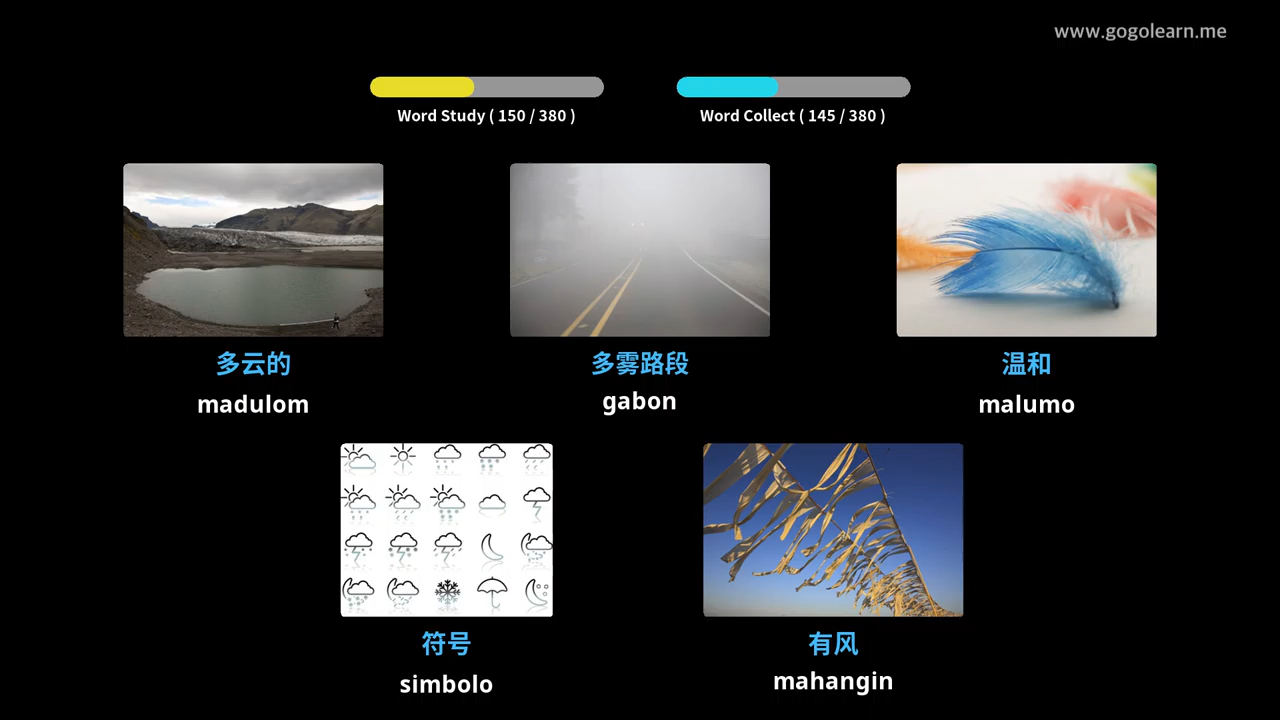 www.gogolearn.me
Word Study ( 150 / 380 )
Word Collect ( 145 / 380 )
多云的
madulom
多雾路段
gabon
温和
malumo
符号
simbolo
有风
mahangin